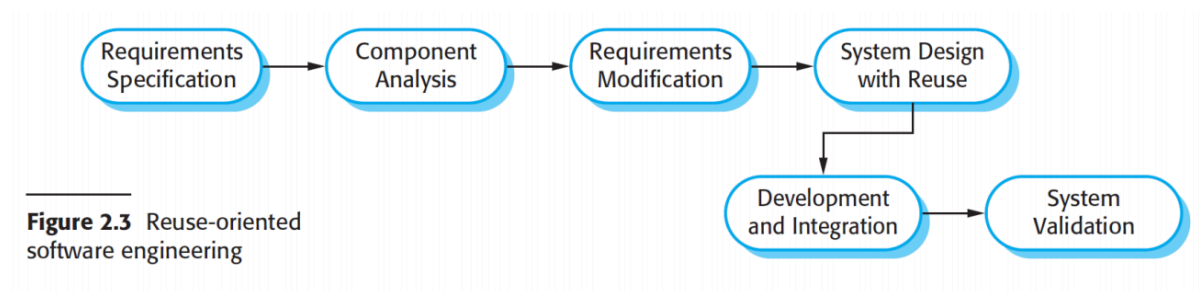 Requirements
Specification
Component
Analysis
Requirements
Modification
System Design
with Reuse
Development
and Integration
System
Validation
Figure 2.3 Reuse-oriented
software engineering